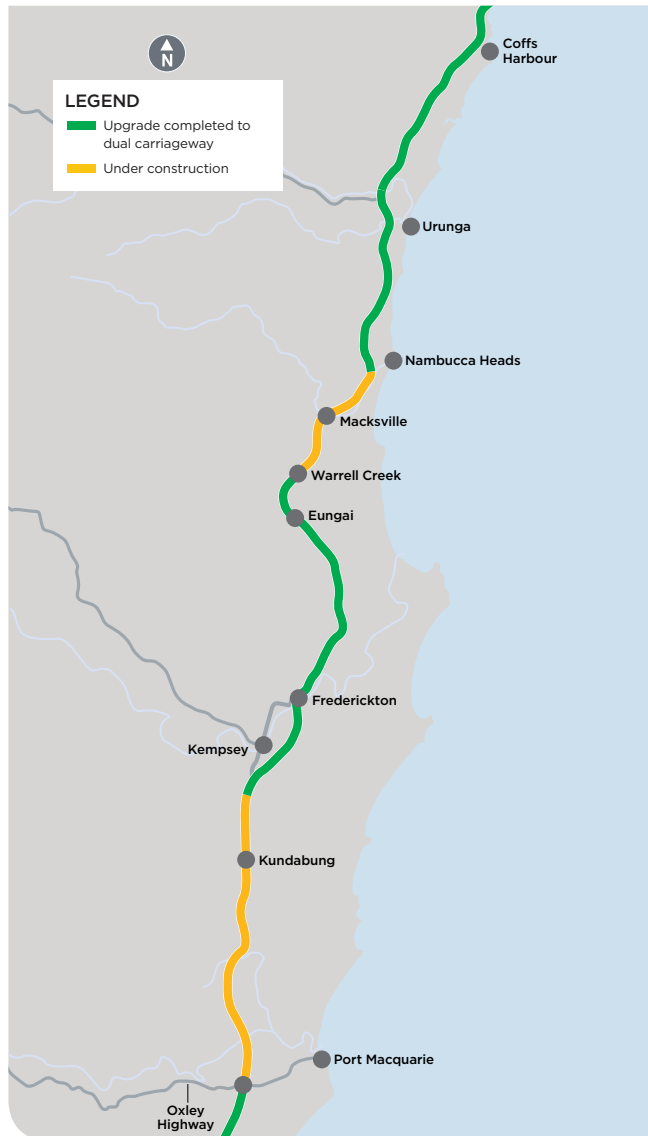 N
LEGEND
Upgrade completed to
dual carriageway
Under construction
Coffs
Harbour
Urunga
Nambucca Heads
Macksville
Warrell Creek
Eungai
Frederickton
Kempsey
Kundabung
Port Macquarie
Oxley
Highway